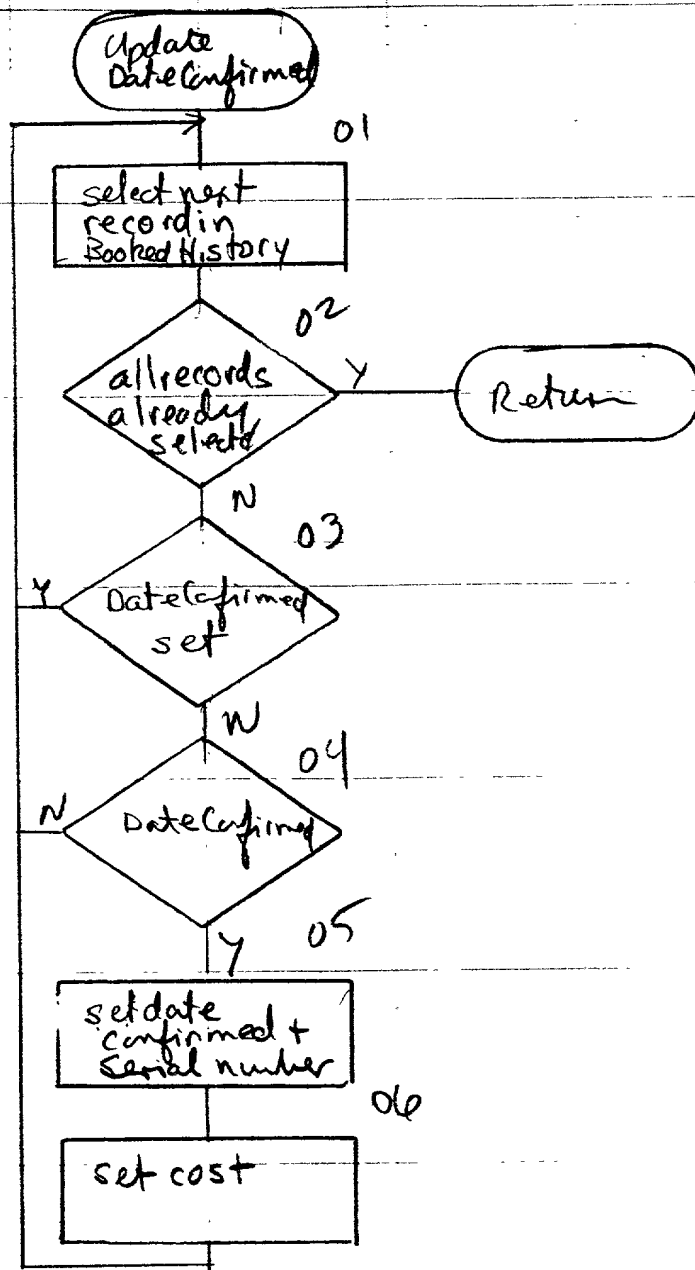 Update
DateConfirmed
01
select next
record in
Booked History
02
all records
already
selectd
Y
Return
N
03
DateConfirmed
set
Y
N
04
DateConfirmed
N
Y
05
set date
confirmed +
serial number
06
set cost